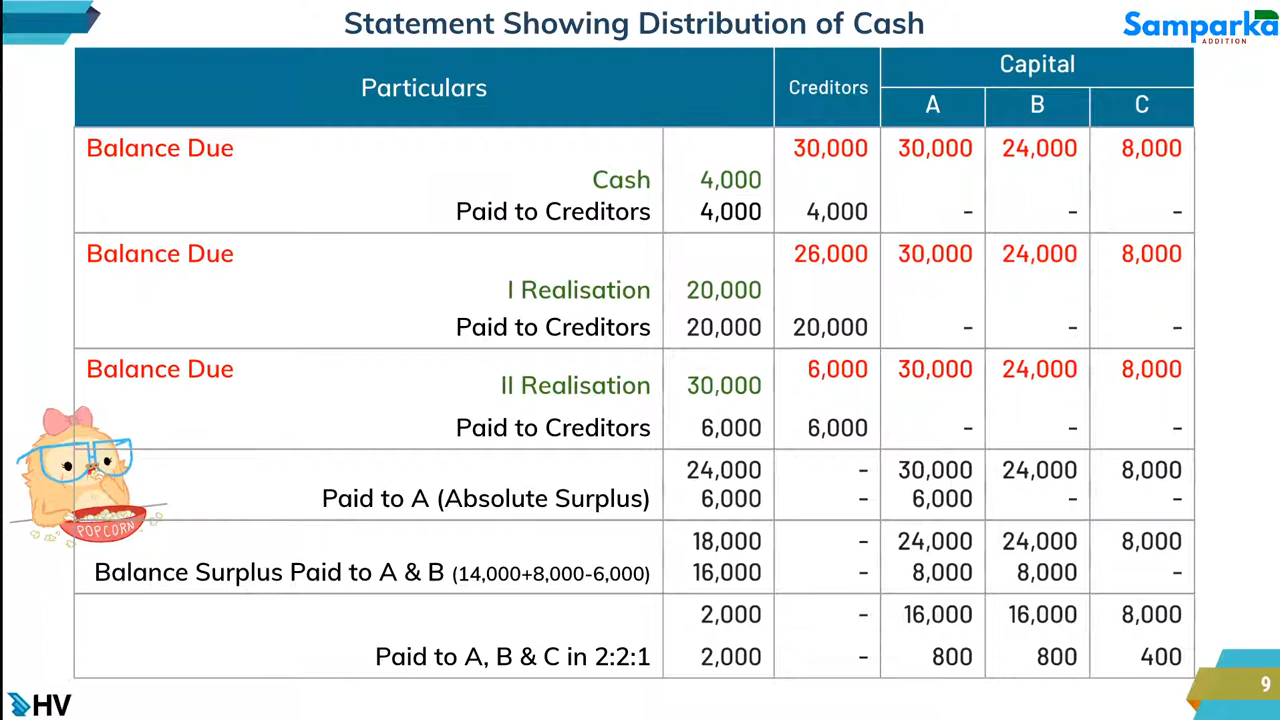 Statement Showing Distribution of Cash
Samparka
ADDITION
Particulars Creditors Capital
A B C
Balance Due 30,000 30,000 24,000 8,000
Cash 4,000
Paid to Creditors 4,000 4,000 - - -
Balance Due 26,000 30,000 24,000 8,000
I Realisation 20,000
Paid to Creditors 20,000 20,000 - - -
Balance Due 6,000 30,000 24,000 8,000
II Realisation 30,000
Paid to Creditors 6,000 6,000 - - -
24,000 - 30,000 24,000 8,000
Paid to A (Absolute Surplus) 6,000 - 6,000 - -
18,000 - 24,000 24,000 8,000
Balance Surplus Paid to A & B (14,000+8,000-6,000) 16,000 - 8,000 8,000 -
2,000 - 16,000 16,000 8,000
Paid to A, B & C in 2:2:1 2,000 - 800 800 400
POPCORN
9
HV